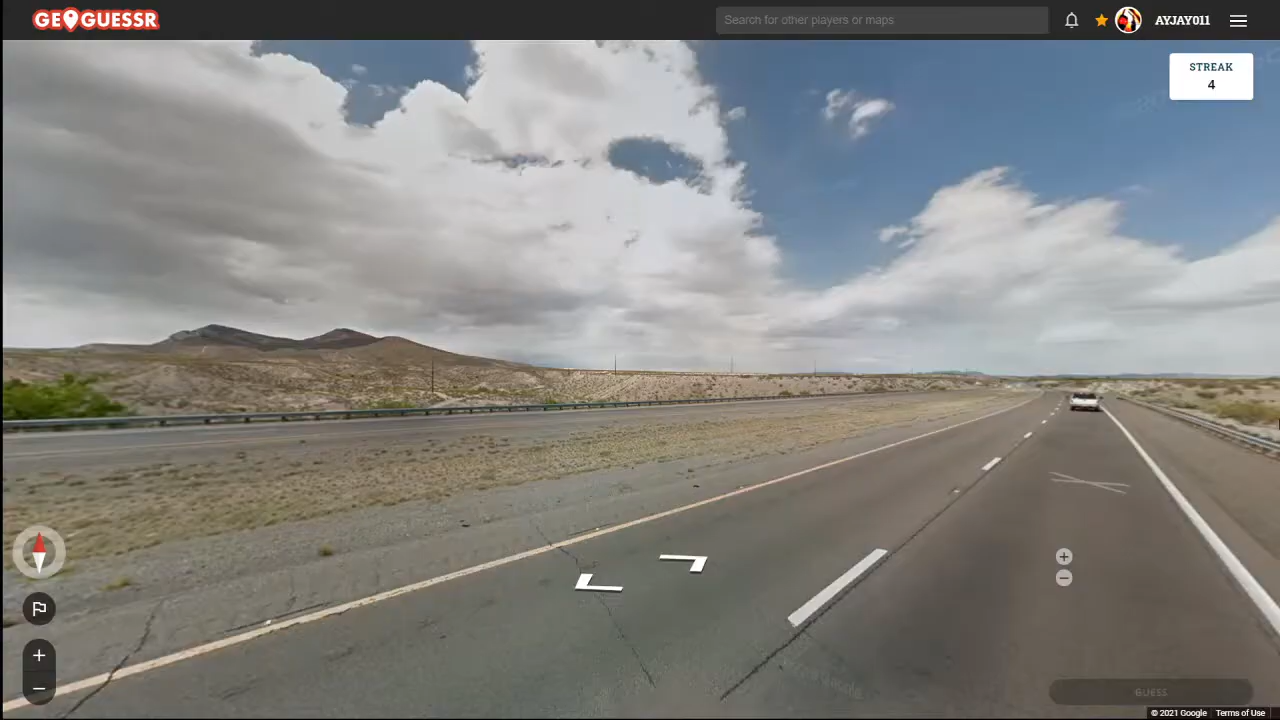 GEOGUESSR
Search for other players or maps
AYJAY011
STREAK
4
GUESS
© 2021 Google Terms of Use